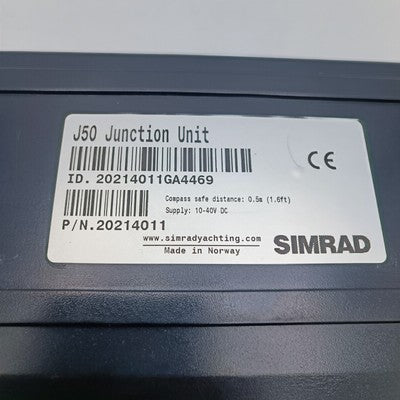 J50 Junction Unit
CE
ID. 20214011GA4469
Compass safe distance: 0.5m (1.6ft)
Supply: 10-40V DC
P/N.20214011
www.simradyachting.com
Made in Norway
SIMRAD